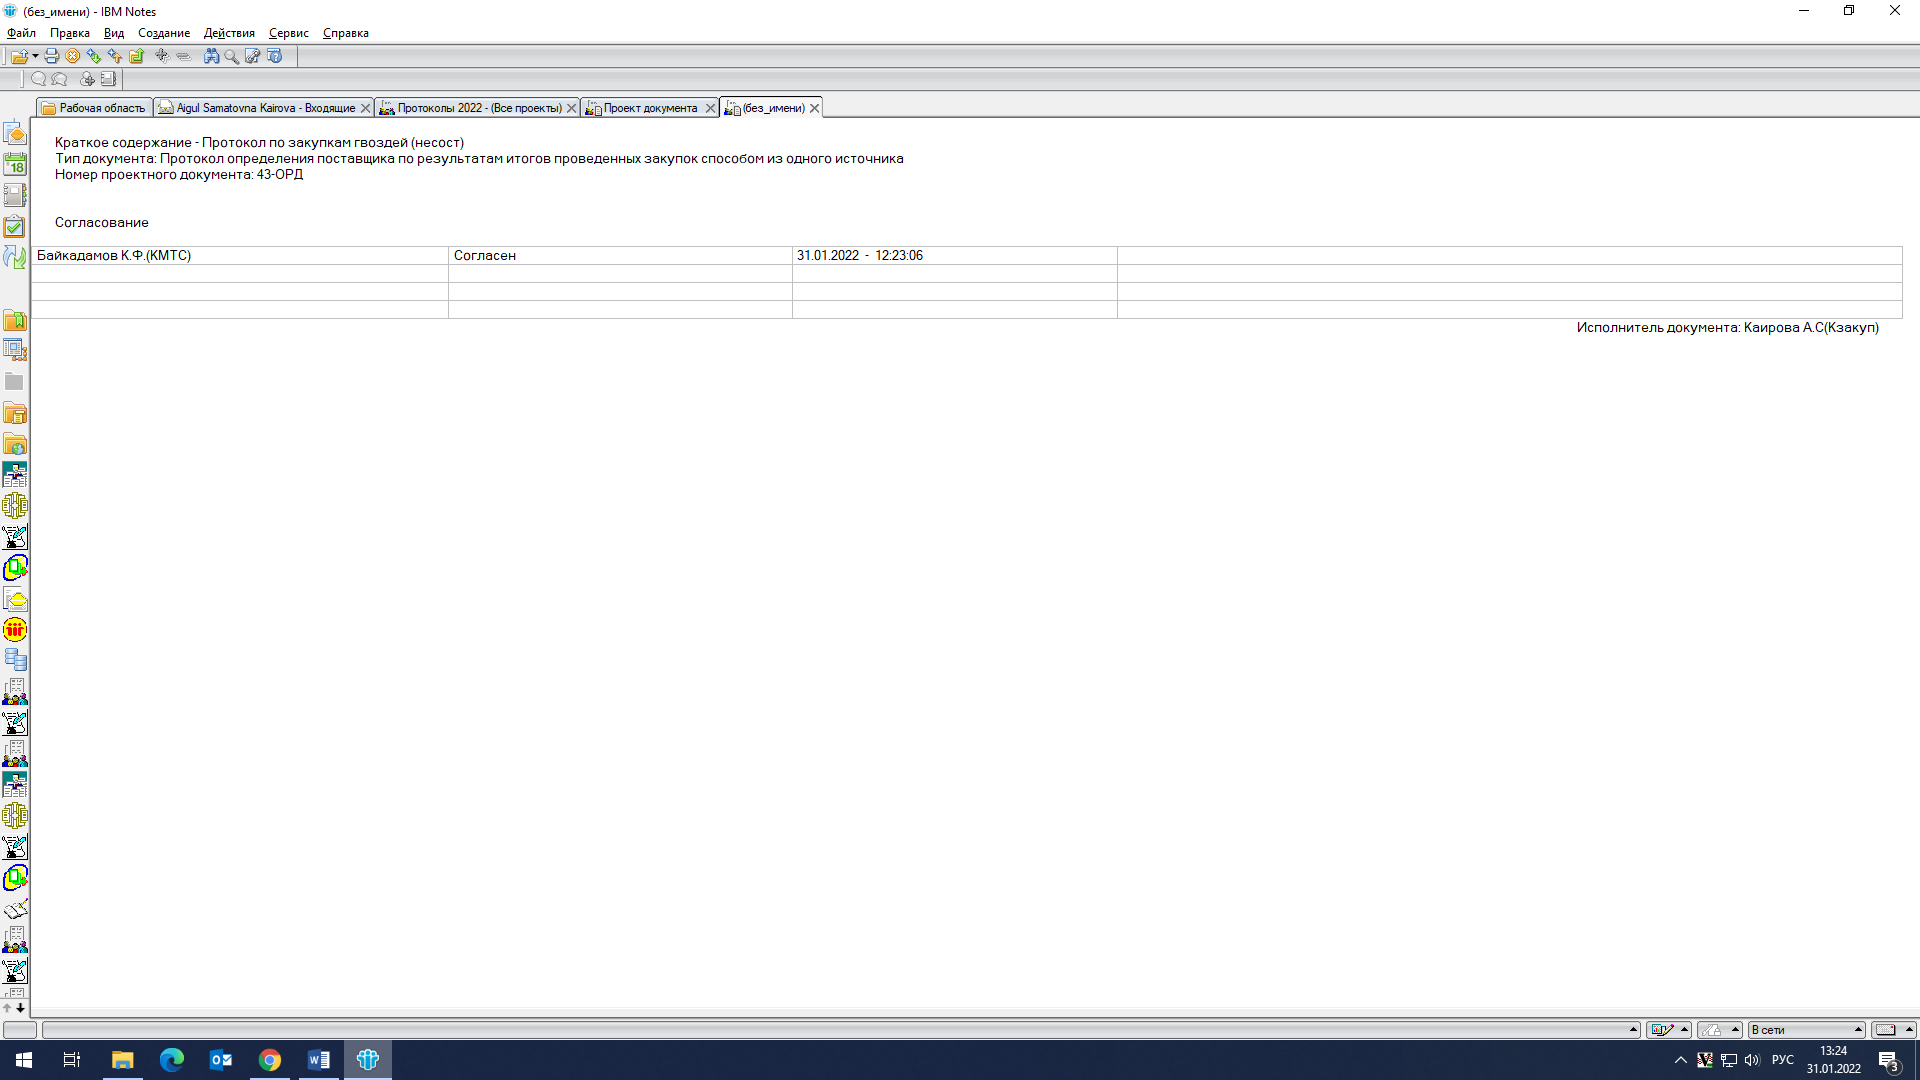 (без_имени) - IBM Notes
Файл Правка Вид Создание Действия Сервис Справка
Рабочая область Aigul Samatovna Kairova - Входящие Протоколы 2022 - (Все проекты) Проект документа (без_имени)
Краткое содержание - Протокол по закупкам гвоздей (несост)
Тип документа: Протокол определения поставщика по результатам итогов проведенных закупок способом из одного источника
Номер проектного документа: 43-ОРД
Согласование
Байкадамов К.Ф.(КМТС) Согласен 31.01.2022 - 12:23:06
Исполнитель документа: Каирова А.С(Кзакуп)
18
В сети
РУС 13:24
31.01.2022
3